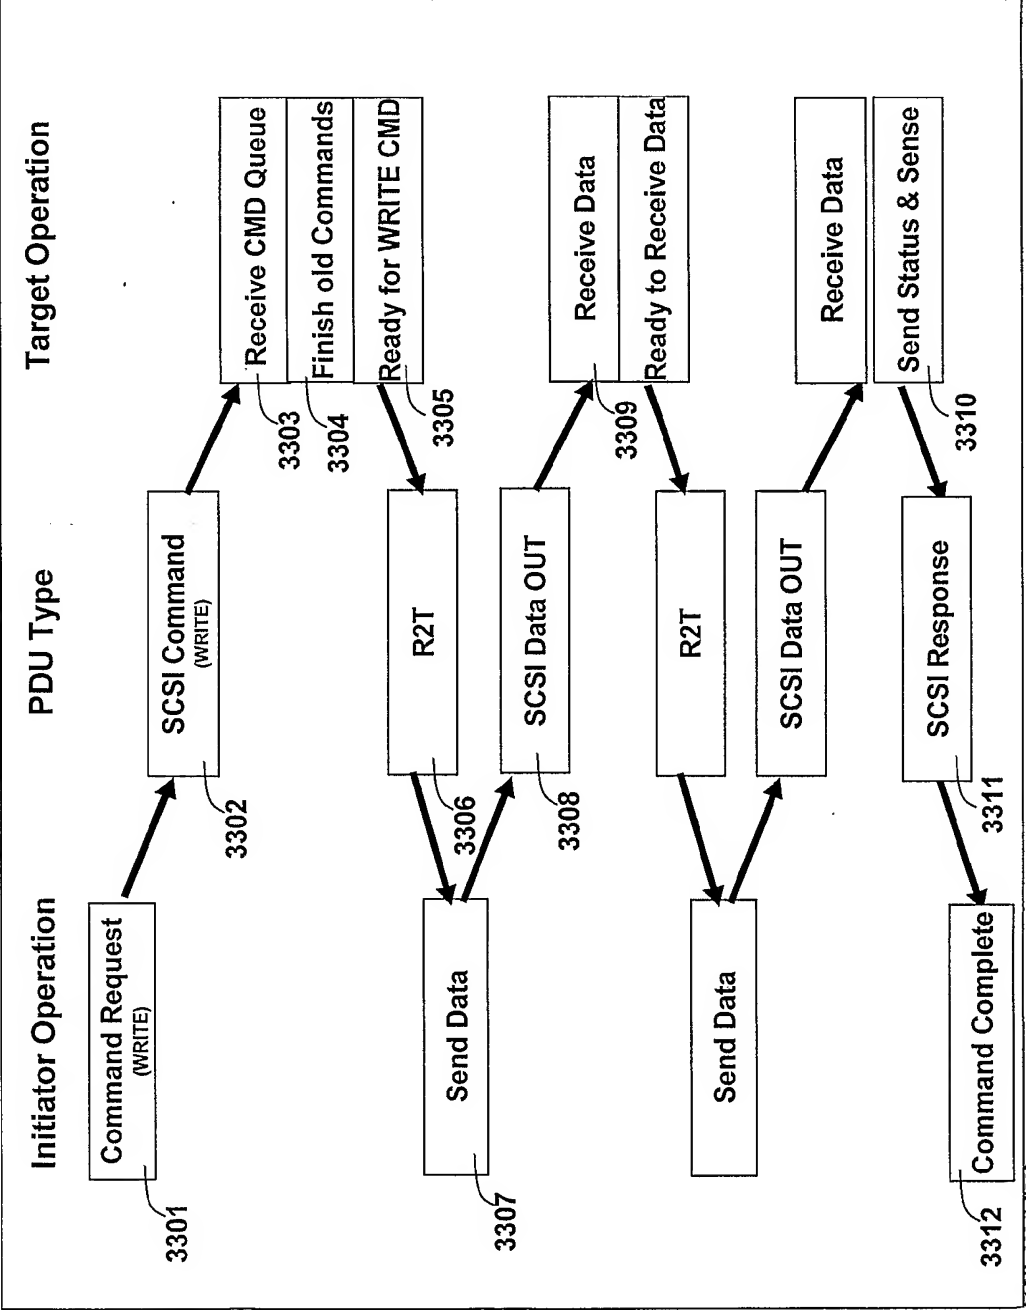 Initiator Operation
PDU Type
Target Operation
Command Request
(WRITE)
3301
SCSI Command
(WRITE)
3302
Receive CMD Queue
3303
Finish old Commands
3304
Ready for WRITE CMD
3305
R2T
3306
Send Data
3307
SCSI Data OUT
3308
Receive Data
3309
Ready to Receive Data
R2T
Send Data
SCSI Data OUT
Receive Data
Send Status & Sense
3310
SCSI Response
3311
Command Complete
3312